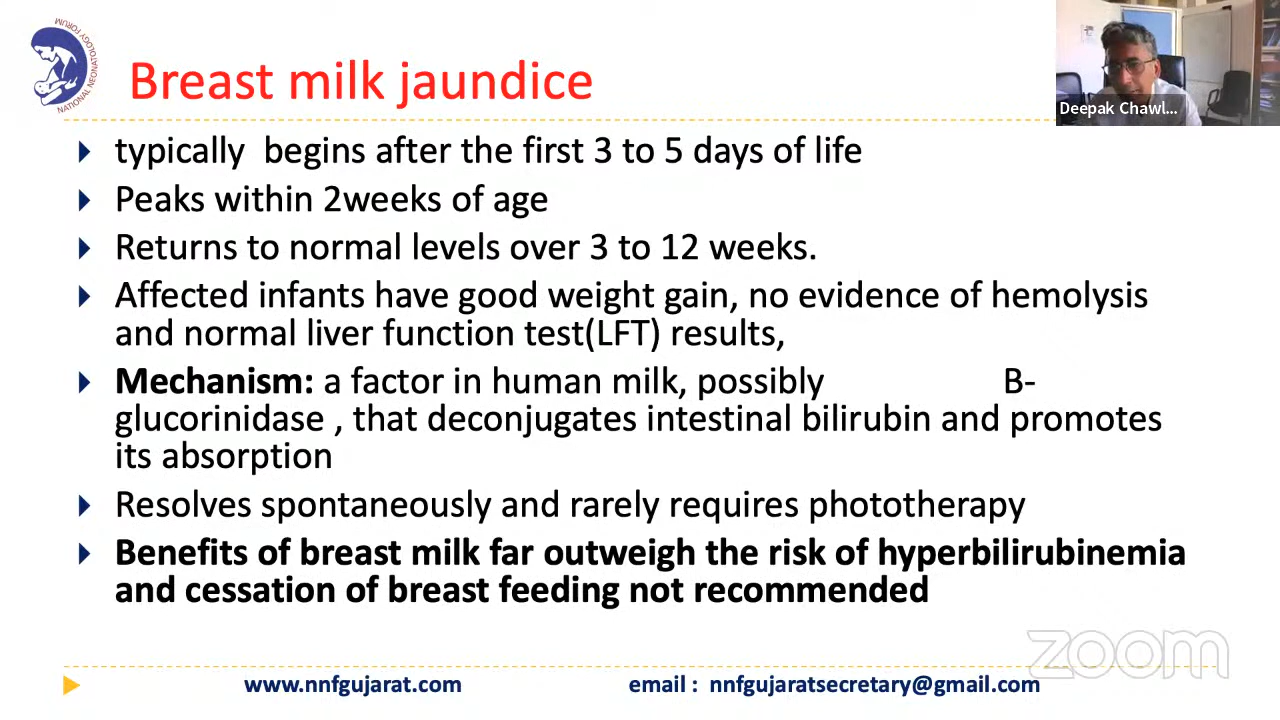 NATIONAL NEONATOLOGY FORUM
Breast milk jaundice
Deepak Chawl...
typically begins after the first 3 to 5 days of life
Peaks within 2weeks of age
Returns to normal levels over 3 to 12 weeks.
Affected infants have good weight gain, no evidence of hemolysis
and normal liver function test(LFT) results,
Mechanism: a factor in human milk, possibly B-
glucorinidase , that deconjugates intestinal bilirubin and promotes
its absorption
Resolves spontaneously and rarely requires phototherapy
Benefits of breast milk far outweigh the risk of hyperbilirubinemia
and cessation of breast feeding not recommended
zoom
www.nnfgujarat.com email : nnfgujaratsecretary@gmail.com